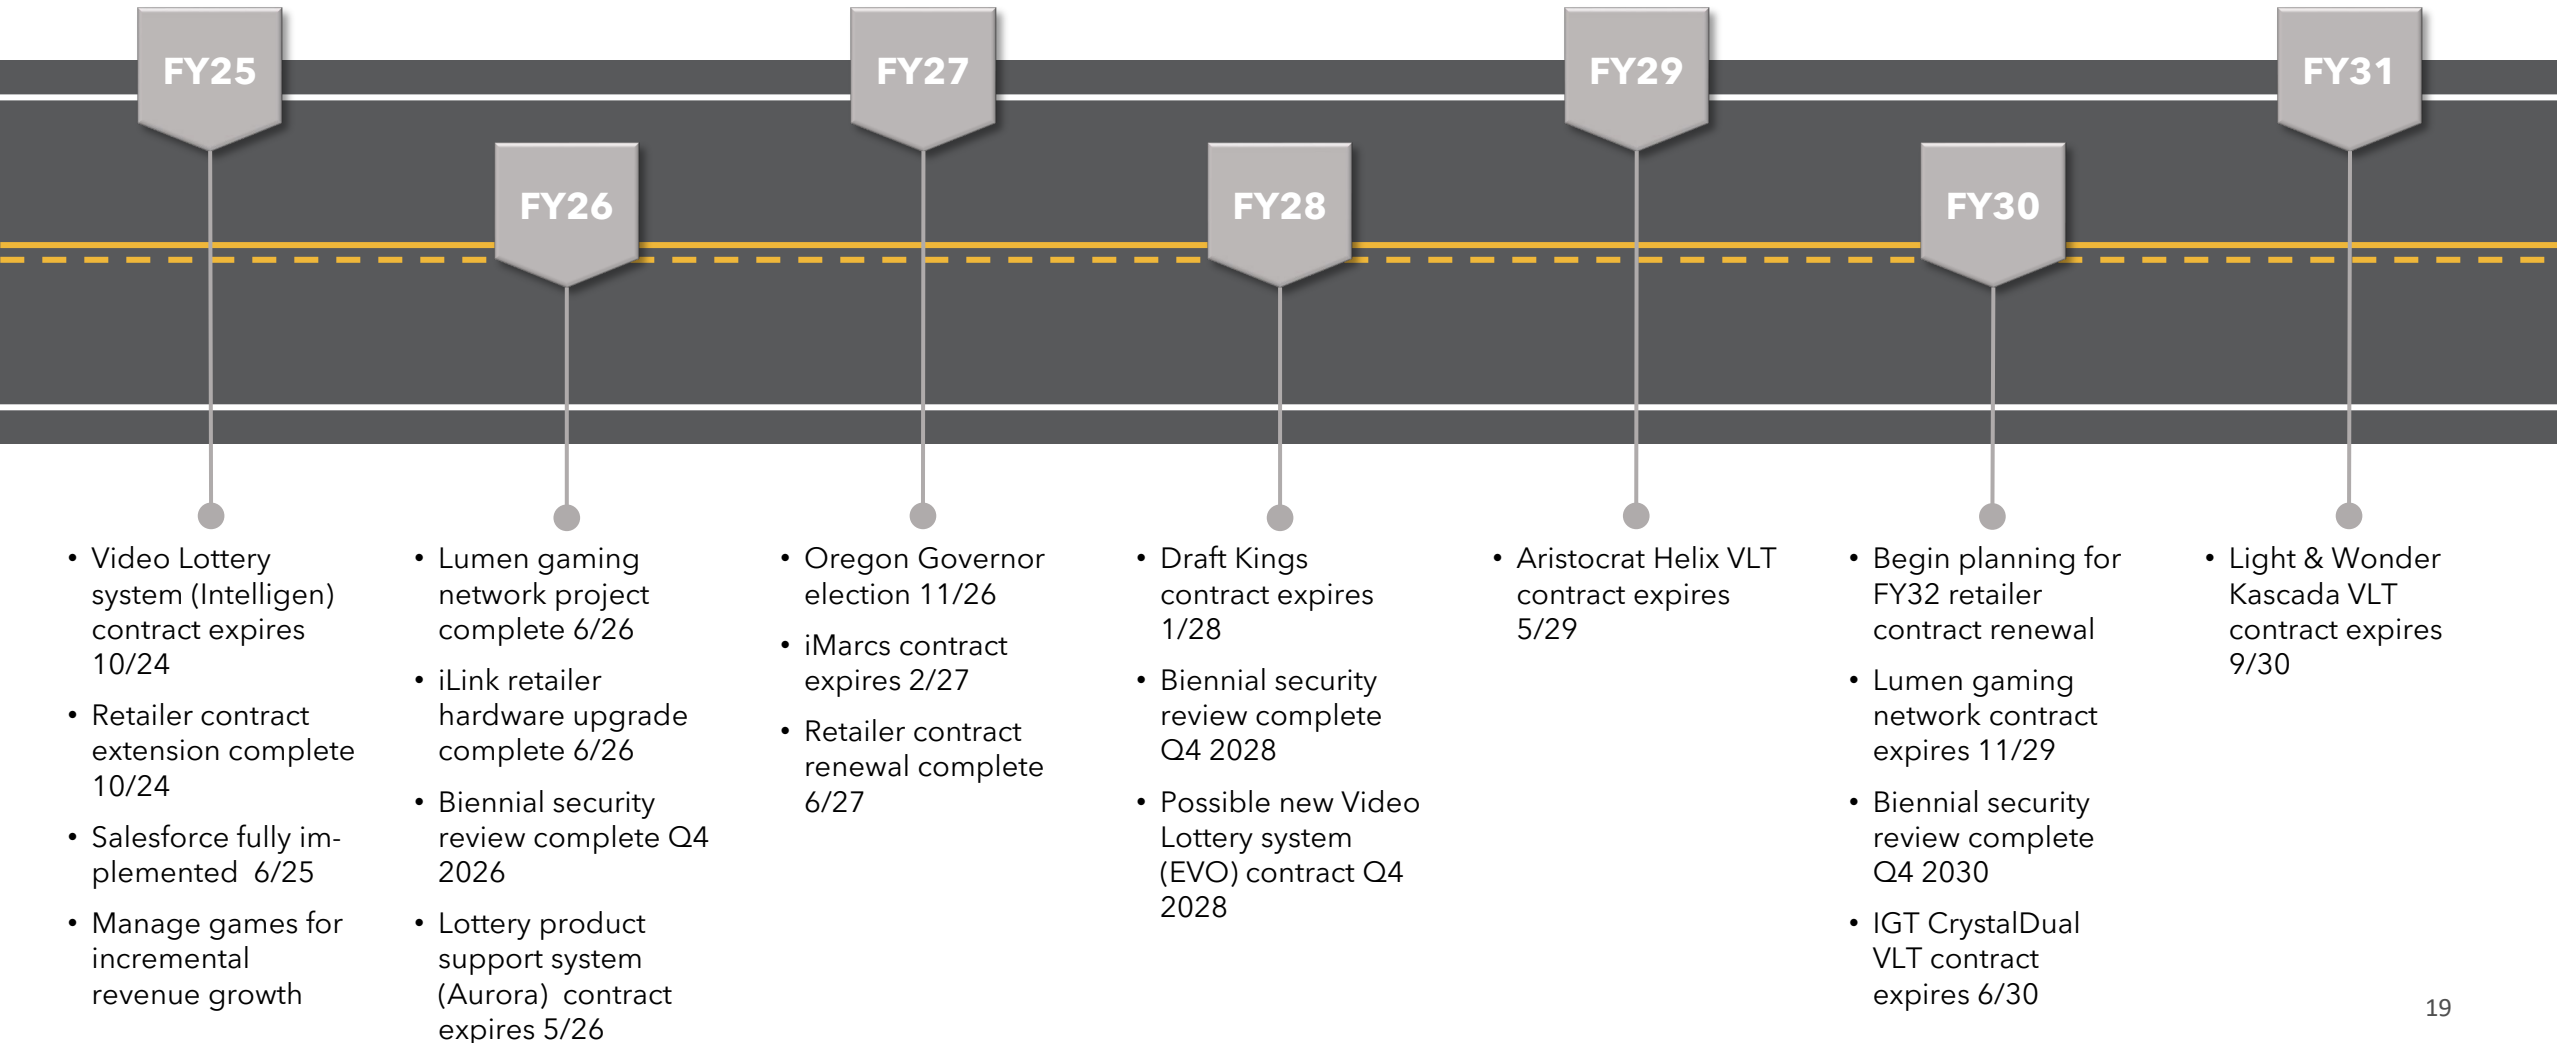 FY25
FY27
FY29
FY31
FY26
FY28
FY30
• Video Lottery
system (Intelligen)
contract expires
10/24
• Retailer contract
extension complete
10/24
• Salesforce fully im-
plemented  6/25
• Manage games for
incremental
revenue growth
• Lumen gaming
network project
complete 6/26
• iLink retailer
hardware upgrade
complete 6/26
• Biennial security
review complete Q4
2026
• Lottery product
support system
(Aurora)  contract
expires 5/26
• Oregon Governor
election 11/26
• iMarcs contract
expires 2/27
• Retailer contract
renewal complete
6/27
• Draft Kings
contract expires
1/28
• Biennial security
review complete
Q4 2028
• Possible new Video
Lottery system
(EVO) contract Q4
2028
• Aristocrat Helix VLT
contract expires
5/29
• Begin planning for
FY32 retailer
contract renewal
• Lumen gaming
network contract
expires 11/29
• Biennial security
review complete
Q4 2030
• IGT CrystalDual
VLT contract
expires 6/30
• Light & Wonder
Kascada VLT
contract expires
9/30
19